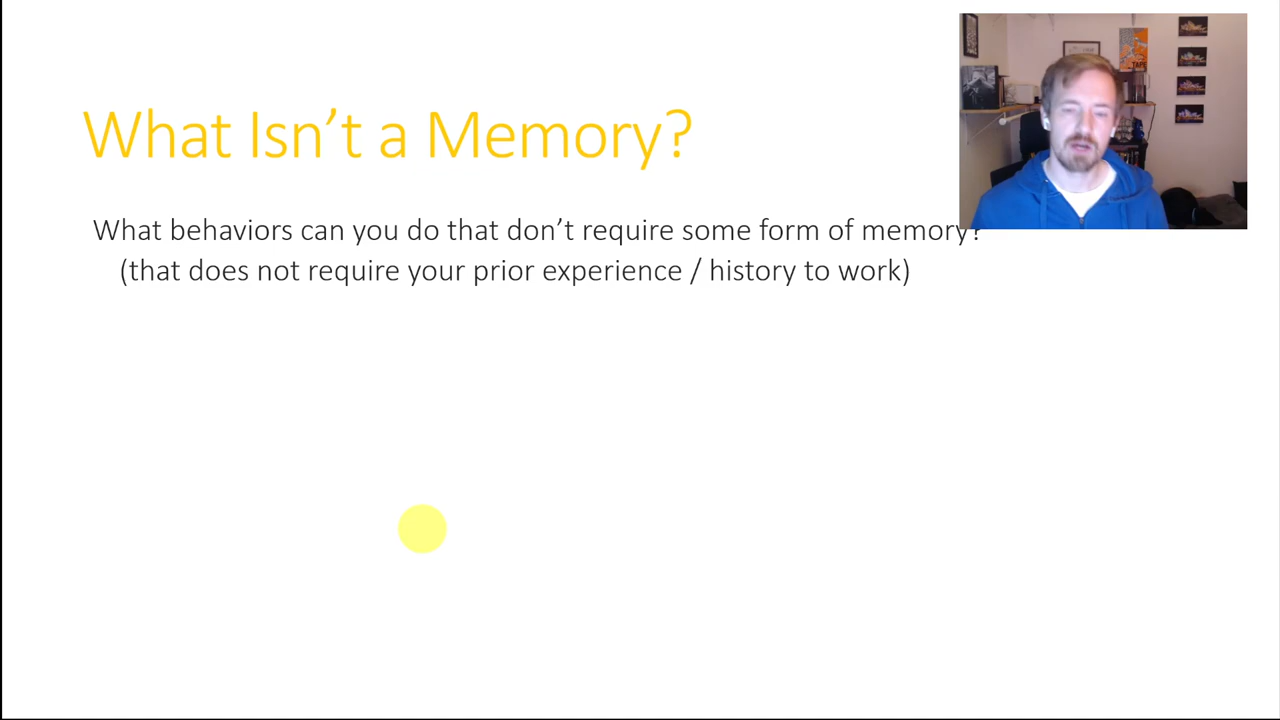 What Isn't a Memory?
What behaviors can you do that don't require some form of memory?
(that does not require your prior experience / history to work)